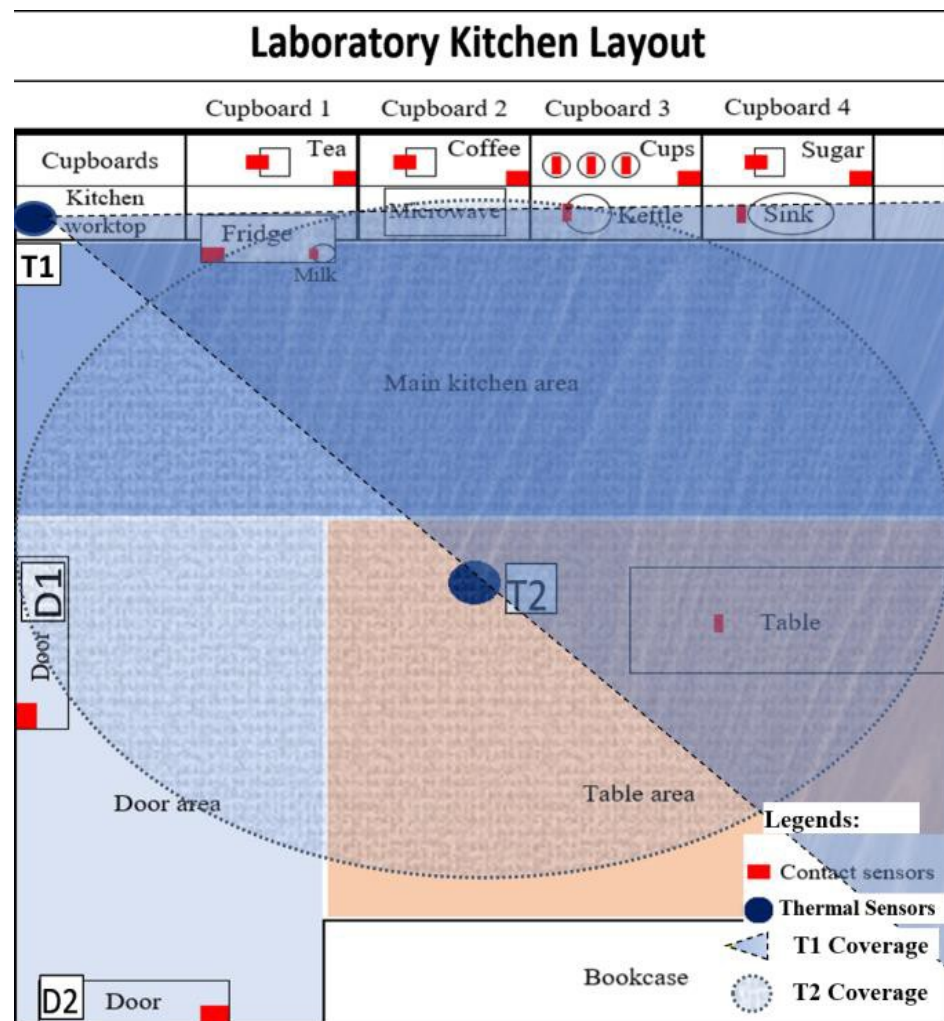 Laboratory Kitchen Layout
Cupboard 1 Cupboard 2 Cupboard 3 Cupboard 4
Cupboards Tea Coffee Cups Sugar
Kitchen
worktop
Fridge Microwave Kettle Sink
Milk
T1
Main kitchen area
D1
Door
T2
Table
Door area
Table area
Legends:
Contact sensors
Thermal Sensors
T1 Coverage
T2 Coverage
Bookcase
D2 Door